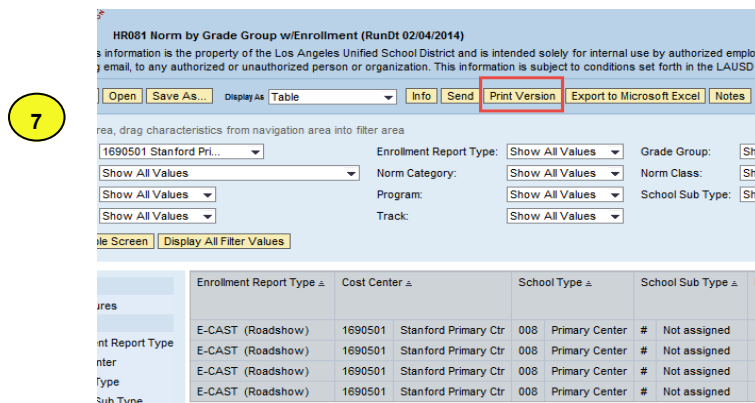 HR081 Norm by Grade Group w/Enrollment (RunDt 02/04/2014)
s information is the property of the Los Angeles Unified School District and is intended solely for internal use by authorized emplo
g email, to any authorized or unauthorized person or organization. This information is subject to conditions set forth in the LAUSD
Open Save As... Display As Table Info Send Print Version Export to Microsoft Excel Notes
7
area, drag characteristics from navigation area into filter area
1690501 Stanford Pri... Enrollment Report Type: Show All Values Grade Group: Sh
Show All Values Norm Category: Show All Values Norm Class: Sh
Show All Values Program: Show All Values School Sub Type: Sh
Show All Values Track: Show All Values
ble Screen Display All Filter Values
Enrollment Report Type Cost Center School Type School Sub Type
ures
E-CAST (Roadshow) 1690501 Stanford Primary Ctr 008 Primary Center # Not assigned
nt Report Type
E-CAST (Roadshow) 1690501 Stanford Primary Ctr 008 Primary Center # Not assigned
nter
E-CAST (Roadshow) 1690501 Stanford Primary Ctr 008 Primary Center # Not assigned
Type
E-CAST (Roadshow) 1690501 Stanford Primary Ctr 008 Primary Center # Not assigned
Sub Type